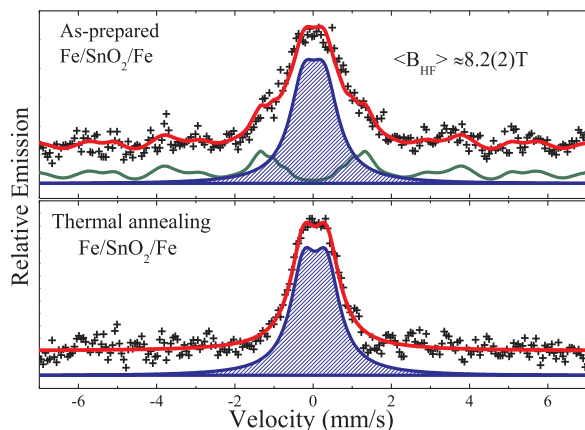 As-prepared
Fe/SnO₂/Fe
<B_HF> ≈8.2(2)T
Relative Emission
Thermal annealing
Fe/SnO₂/Fe
-6 -4 -2 0 2 4 6
Velocity (mm/s)